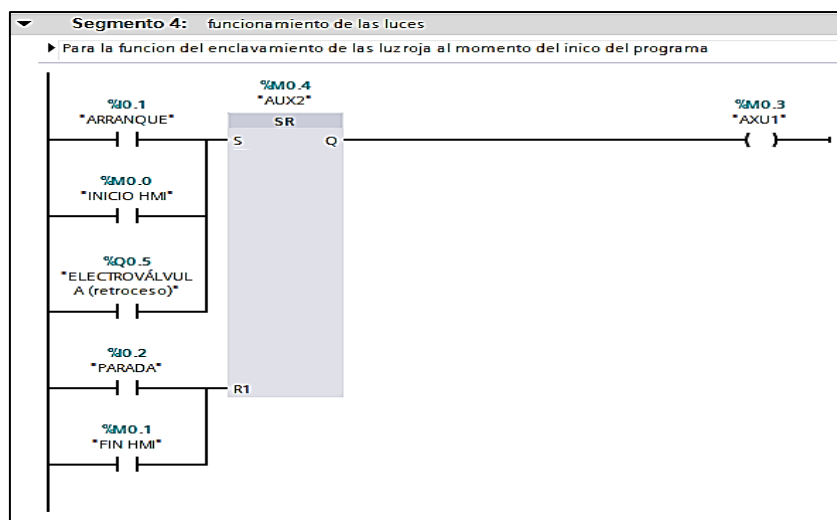 Segmento 4: funcionamiento de las luces
Para la funcion del enclavamiento de las luz roja al momento del inico del programa
%M0.4
"AUX2"
%I0.1
"ARRANQUE"
SR
%M0.3
"AXU1"
S
Q
%M0.0
"INICIO HMI"
%Q0.5
"ELECTROVÁLVUL
A (retroceso)"
%I0.2
"PARADA"
R1
%M0.1
"FIN HMI"